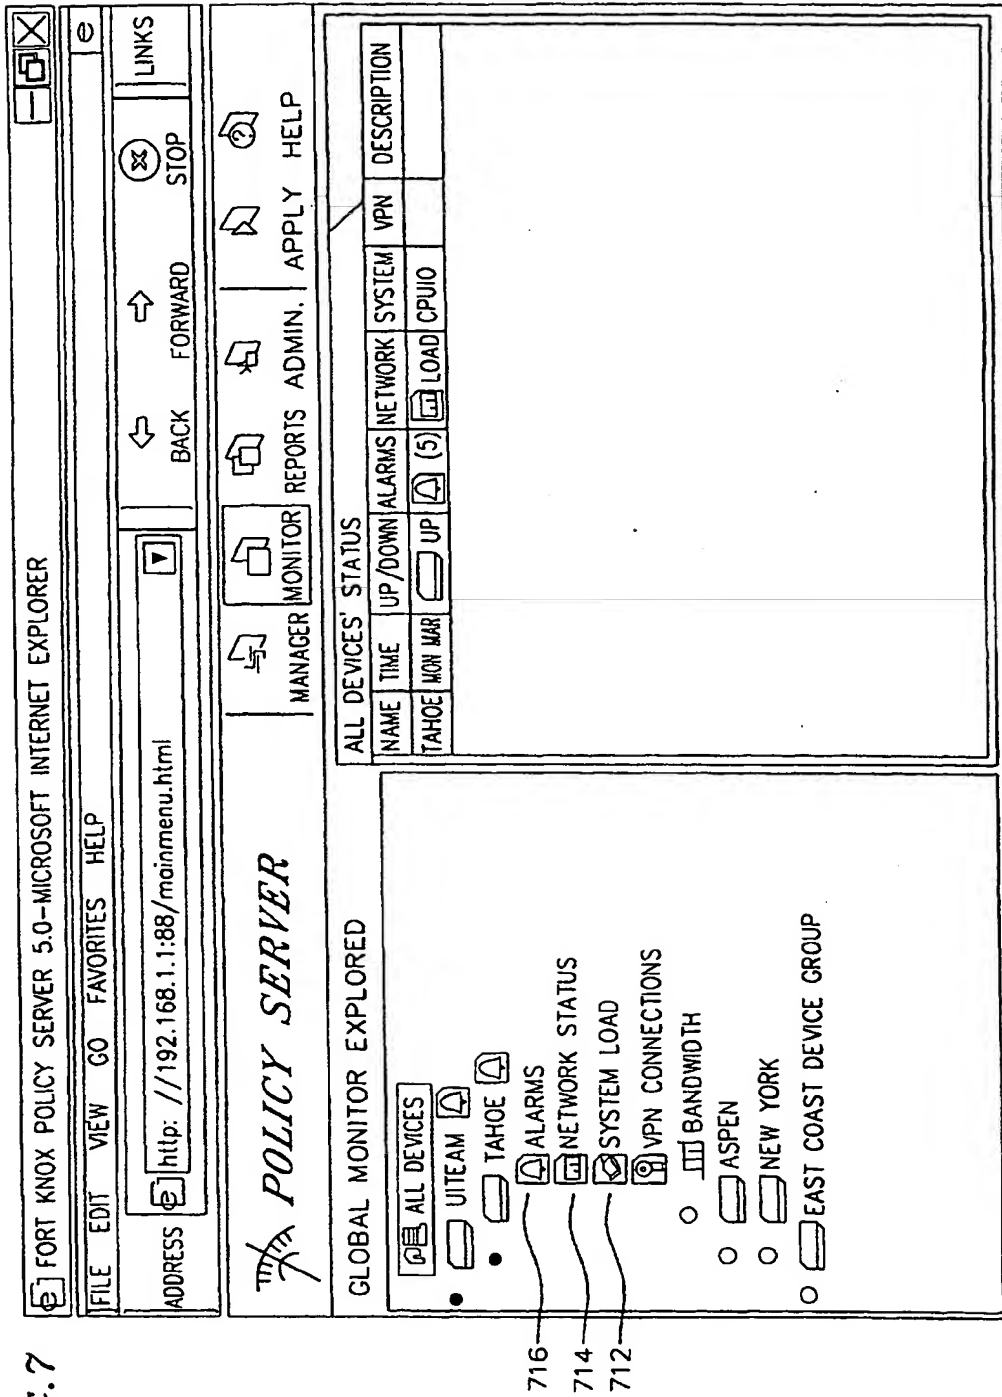 FORT KNOX POLICY SERVER 5.0-MICROSOFT INTERNET EXPLORER
FILE EDIT VIEW GO FAVORITES HELP
ADDRESS http: //192.168.1.1:88/mainmenu.html
BACK FORWARD STOP LINKS
POLICY SERVER
MANAGER MONITOR REPORTS ADMIN. APPLY HELP
GLOBAL MONITOR EXPLORED
ALL DEVICES
UITEAM
TAHOE
716 ALARMS
714 NETWORK STATUS
712 SYSTEM LOAD
VPN CONNECTIONS
BANDWIDTH
ASPEN
NEW YORK
EAST COAST DEVICE GROUP
ALL DEVICES' STATUS
NAME TIME UP/DOWN ALARMS NETWORK SYSTEM VPN DESCRIPTION
TAHOE MON MAR UP (5) LOAD CPUIO